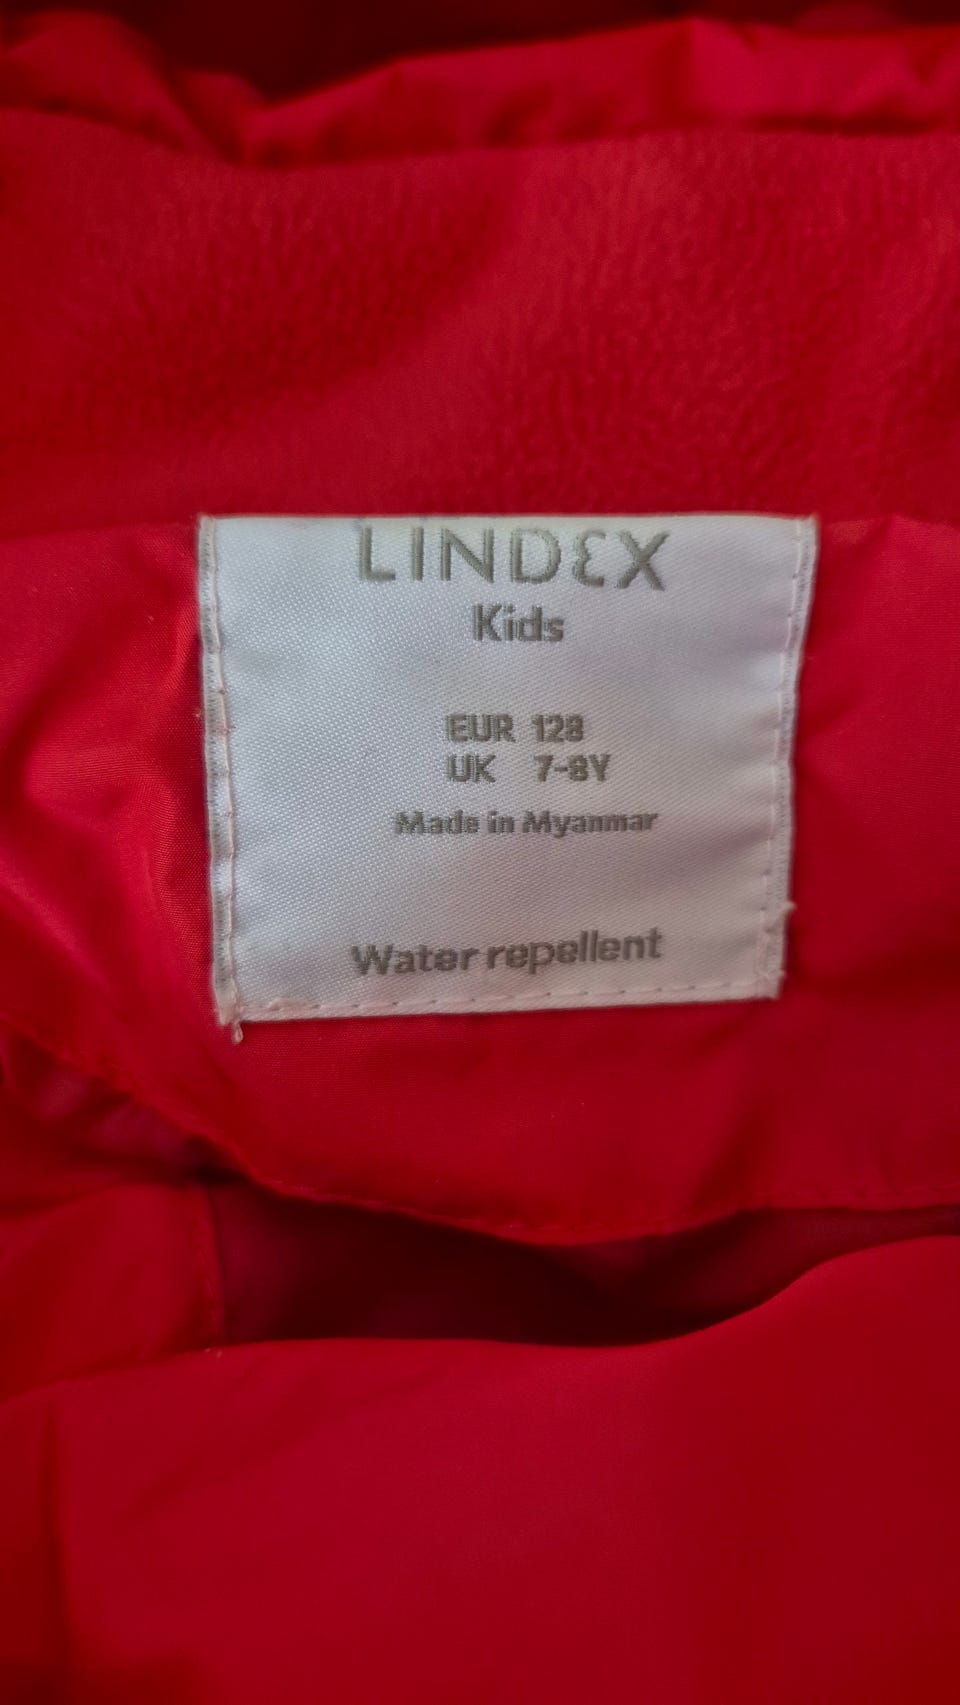 LINDEX
Kids
EUR 128
UK 7-8Y
Made in Myanmar
Water repellent